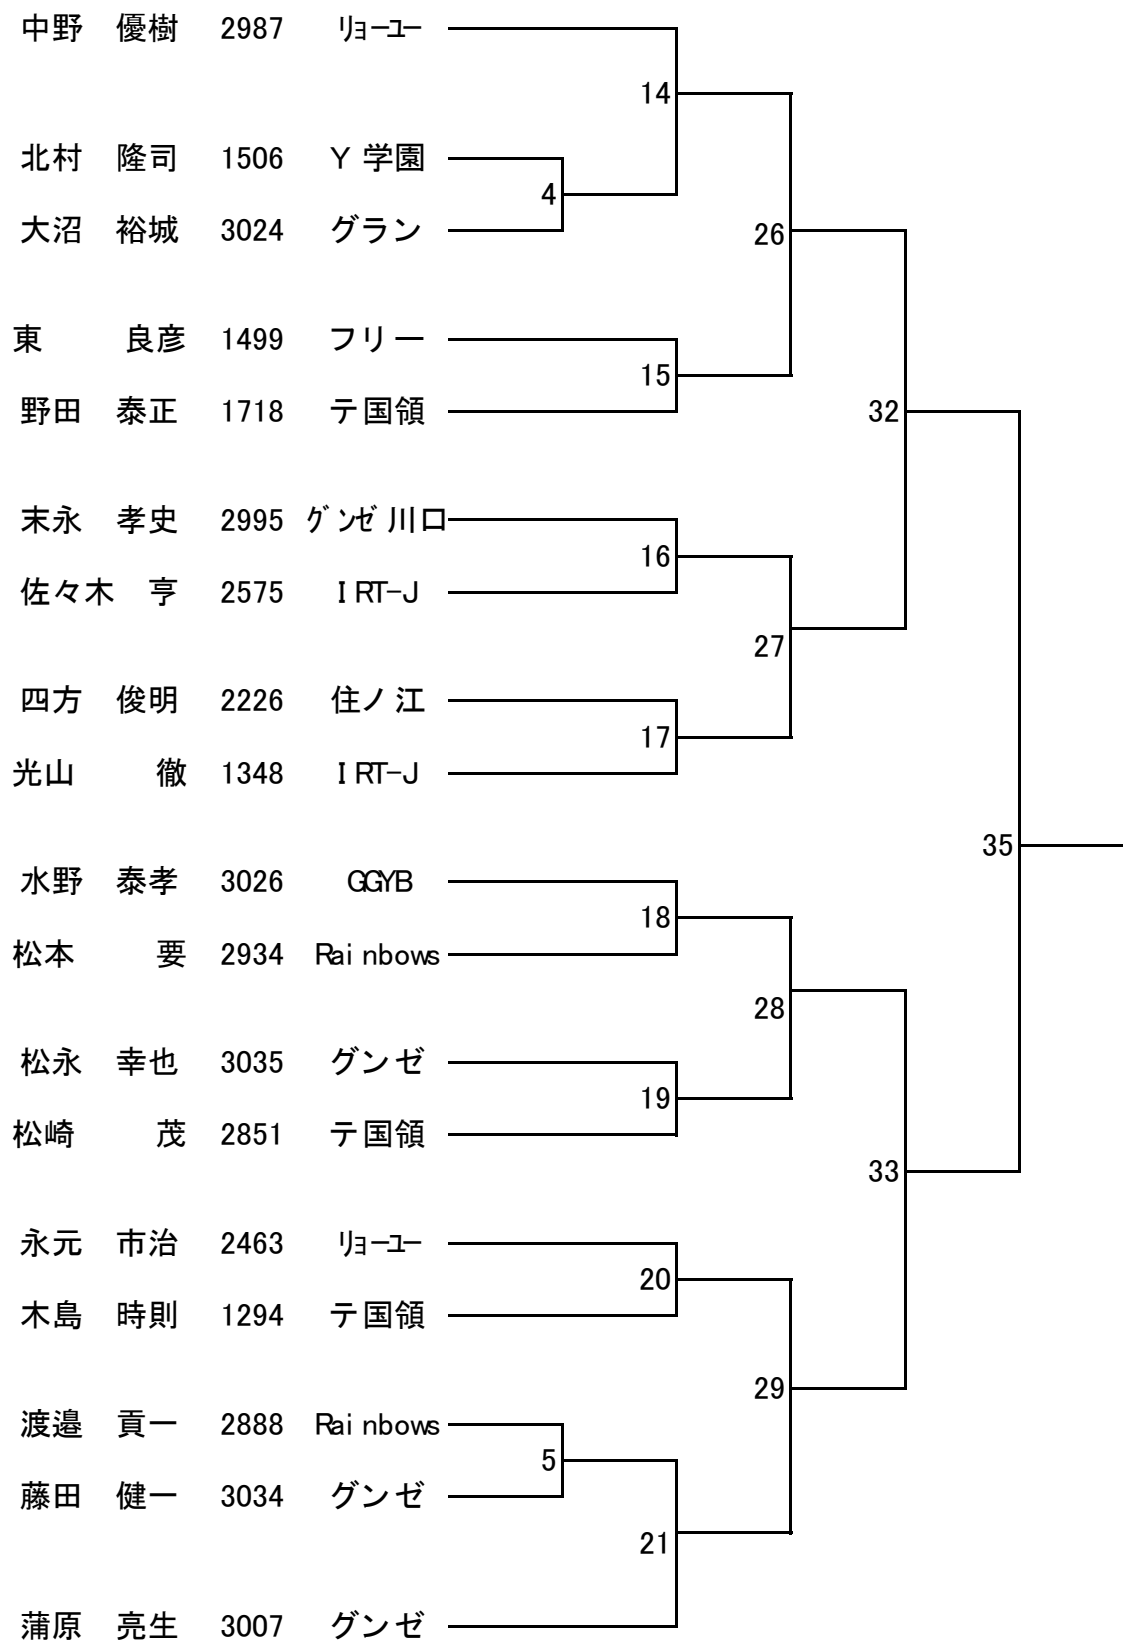 中野 優樹 2987 ﾘｮｰﾕｰ
14
北村 隆司 1506 Y学園
4
大沼 裕城 3024 グラン
26
東 良彦 1499 フリー
15
野田 泰正 1718 テ国領
32
末永 孝史 2995 ｸﾞﾝｾﾞ川口
16
佐々木 亨 2575 IRT-J
27
四方 俊明 2226 住ノ江
17
光山 徹 1348 IRT-J
35
水野 泰孝 3026 GGYB
18
松本 要 2934 Rainbows
28
松永 幸也 3035 グンゼ
19
松崎 茂 2851 テ国領
33
永元 市治 2463 ﾘｮｰﾕｰ
20
木島 時則 1294 テ国領
29
渡邉 貢一 2888 Rainbows
5
藤田 健一 3034 グンゼ
21
蒲原 亮生 3007 グンゼ